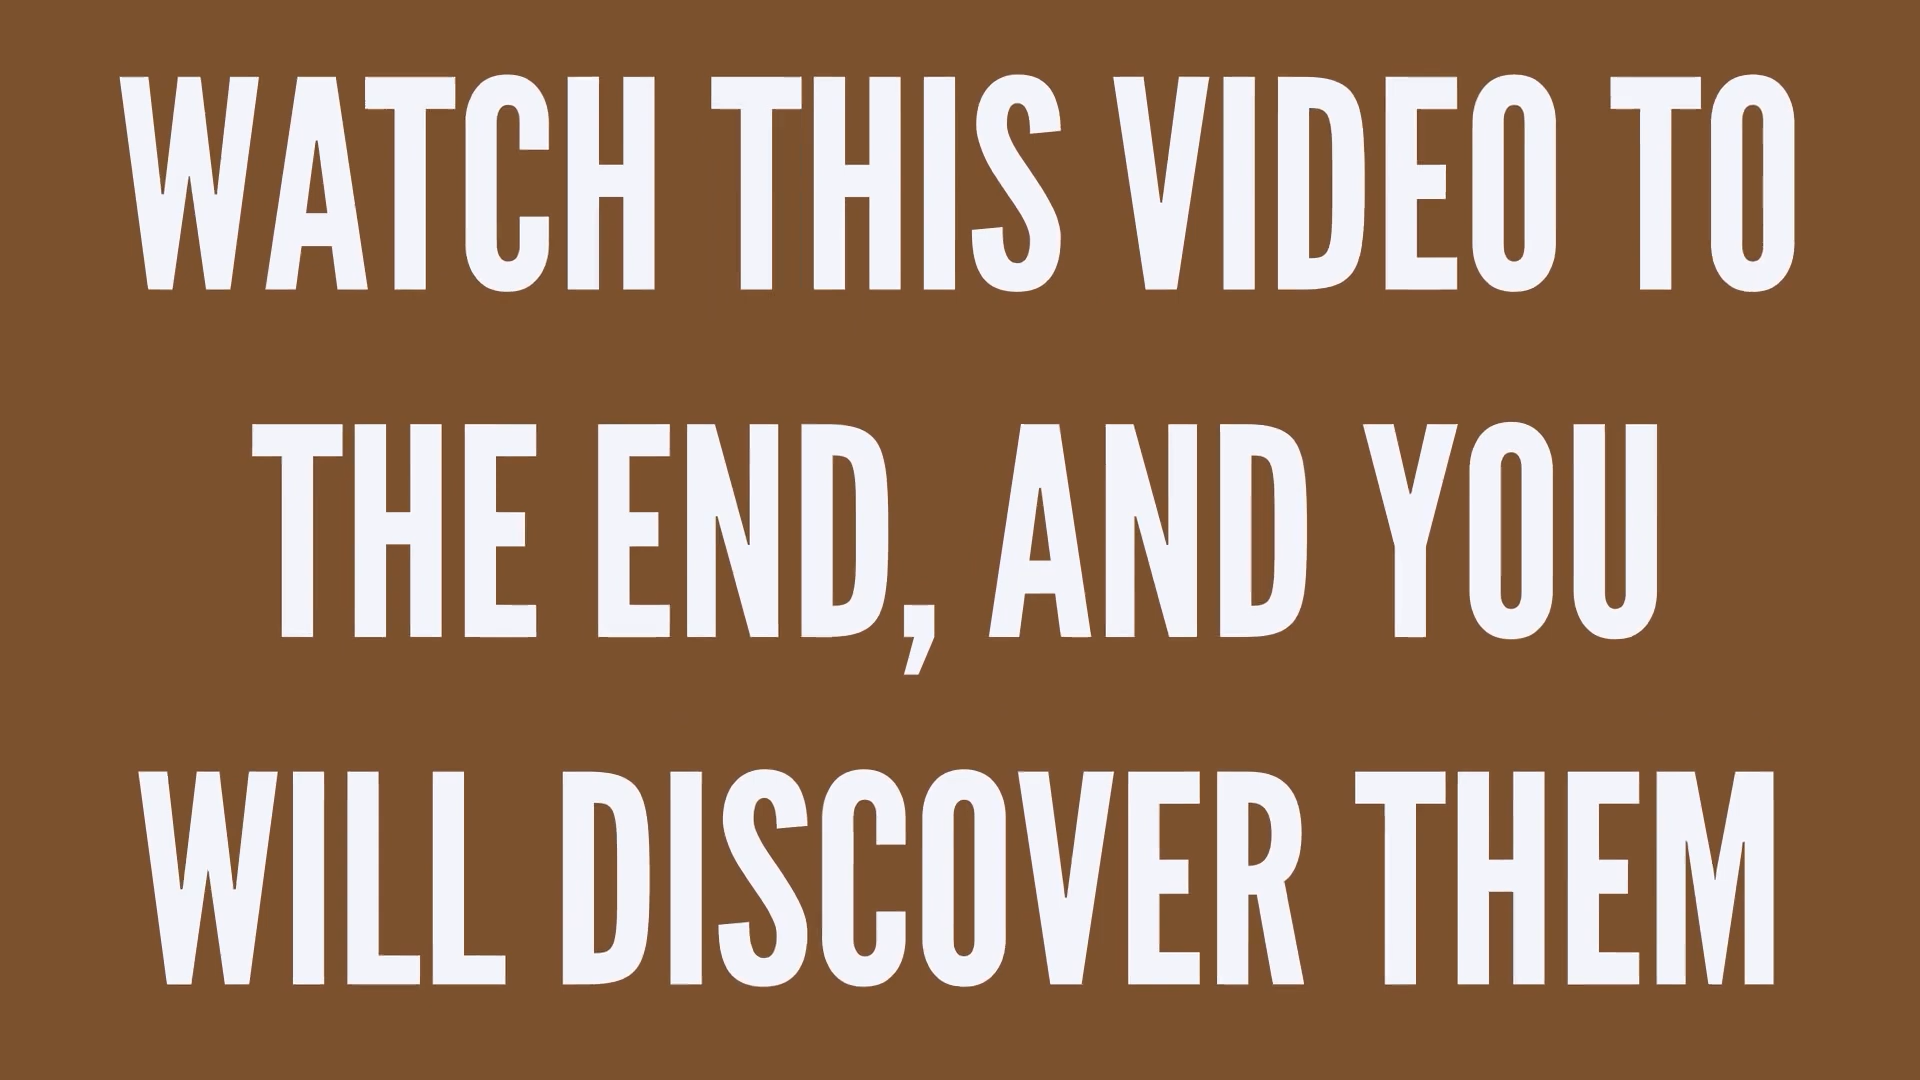 WATCH THIS VIDEO TO
THE END, AND YOU
WILL DISCOVER THEM